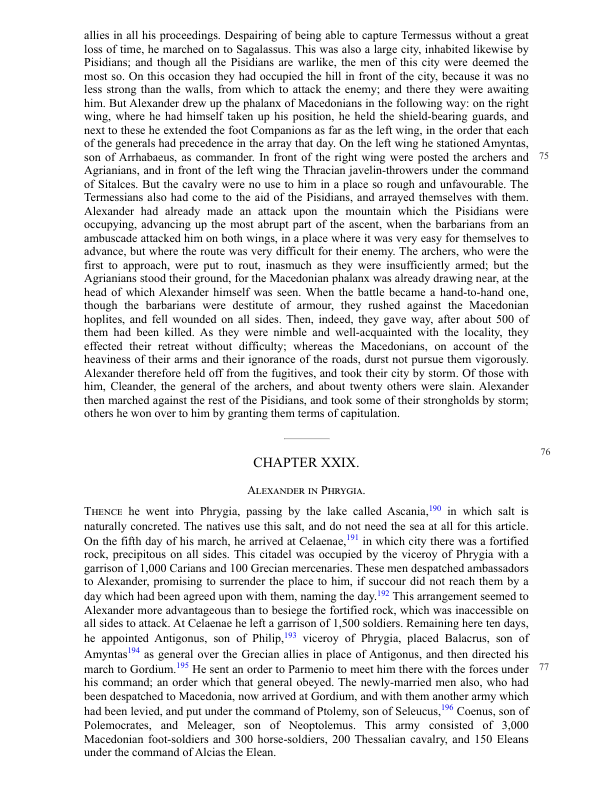 allies in all his proceedings. Despairing of being able to capture Termessus without a great
loss of time, he marched on to Sagalassus. This was also a large city, inhabited likewise by
Pisidians; and though all the Pisidians are warlike, the men of this city were deemed the
most so. On this occasion they had occupied the hill in front of the city, because it was no
less strong than the walls, from which to attack the enemy; and there they were awaiting
him. But Alexander drew up the phalanx of Macedonians in the following way: on the right
wing, where he had himself taken up his position, he held the shield-bearing guards, and
next to these he extended the foot Companions as far as the left wing, in the order that each
of the generals had precedence in the array that day. On the left wing he stationed Amyntas,
son of Arrhabaeus, as commander. In front of the right wing were posted the archers and 75
Agrianians, and in front of the left wing the Thracian javelin-throwers under the command
of Sitalces. But the cavalry were no use to him in a place so rough and unfavourable. The
Termessians also had come to the aid of the Pisidians, and arrayed themselves with them.
Alexander had already made an attack upon the mountain which the Pisidians were
occupying, advancing up the most abrupt part of the ascent, when the barbarians from an
ambuscade attacked him on both wings, in a place where it was very easy for themselves to
advance, but where the route was very difficult for their enemy. The archers, who were the
first to approach, were put to rout, inasmuch as they were insufficiently armed; but the
Agrianians stood their ground, for the Macedonian phalanx was already drawing near, at the
head of which Alexander himself was seen. When the battle became a hand-to-hand one,
though the barbarians were destitute of armour, they rushed against the Macedonian
hoplites, and fell wounded on all sides. Then, indeed, they gave way, after about 500 of
them had been killed. As they were nimble and well-acquainted with the locality, they
effected their retreat without difficulty; whereas the Macedonians, on account of the
heaviness of their arms and their ignorance of the roads, durst not pursue them vigorously.
Alexander therefore held off from the fugitives, and took their city by storm. Of those with
him, Cleander, the general of the archers, and about twenty others were slain. Alexander
then marched against the rest of the Pisidians, and took some of their strongholds by storm;
others he won over to him by granting them terms of capitulation.
76
CHAPTER XXIX.
Alexander in Phrygia.
Thence he went into Phrygia, passing by the lake called Ascania,190 in which salt is
naturally concreted. The natives use this salt, and do not need the sea at all for this article.
On the fifth day of his march, he arrived at Celaenae,191 in which city there was a fortified
rock, precipitous on all sides. This citadel was occupied by the viceroy of Phrygia with a
garrison of 1,000 Carians and 100 Grecian mercenaries. These men despatched ambassadors
to Alexander, promising to surrender the place to him, if succour did not reach them by a
day which had been agreed upon with them, naming the day.192 This arrangement seemed to
Alexander more advantageous than to besiege the fortified rock, which was inaccessible on
all sides to attack. At Celaenae he left a garrison of 1,500 soldiers. Remaining here ten days,
he appointed Antigonus, son of Philip,193 viceroy of Phrygia, placed Balacrus, son of
Amyntas194 as general over the Grecian allies in place of Antigonus, and then directed his
march to Gordium.195 He sent an order to Parmenio to meet him there with the forces under 77
his command; an order which that general obeyed. The newly-married men also, who had
been despatched to Macedonia, now arrived at Gordium, and with them another army which
had been levied, and put under the command of Ptolemy, son of Seleucus,196 Coenus, son of
Polemocrates, and Meleager, son of Neoptolemus. This army consisted of 3,000
Macedonian foot-soldiers and 300 horse-soldiers, 200 Thessalian cavalry, and 150 Eleans
under the command of Alcias the Elean.